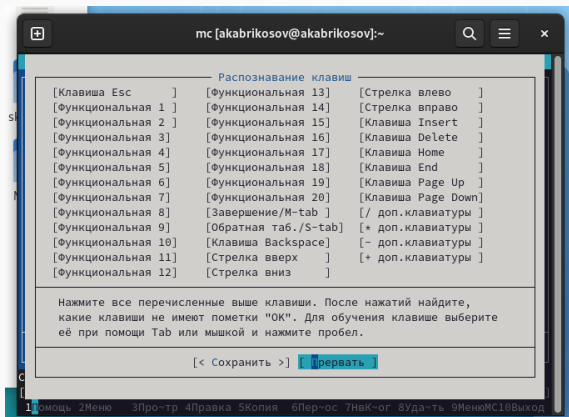 mc [akabrikosov@akabrikosov]:~
Распознавание клавиш
[Клавиша Esc ] [Функциональная 13] [Стрелка влево ]
[Функциональная 1 ] [Функциональная 14] [Стрелка вправо ]
[Функциональная 2 ] [Функциональная 15] [Клавиша Insert ]
[Функциональная 3] [Функциональная 16] [Клавиша Delete ]
[Функциональная 4] [Функциональная 17] [Клавиша Home ]
[Функциональная 5] [Функциональная 18] [Клавиша End ]
[Функциональная 6] [Функциональная 19] [Клавиша Page Up ]
[Функциональная 7] [Функциональная 20] [Клавиша Page Down]
[Функциональная 8] [Завершение/M-tab ] [/ доп.клавиатуры ]
[Функциональная 9] [Обратная таб./S-tab] [* доп.клавиатуры ]
[Функциональная 10] [Клавиша Backspace] [- доп.клавиатуры ]
[Функциональная 11] [Стрелка вверх ] [+ доп.клавиатуры ]
[Функциональная 12] [Стрелка вниз ]
Нажмите все перечисленные выше клавиши. После нажатий найдите,
какие клавиши не имеют пометки "OK". Для обучения клавише выберите
её при помощи Tab или мышкой и нажмите пробел.
[< Сохранить >] [ Прервать ]
1Помощь 2Меню 3Про~тр 4Правка 5Копия 6Пер~ос 7НвК~ог 8Уда~ть 9МенюMC10Выход